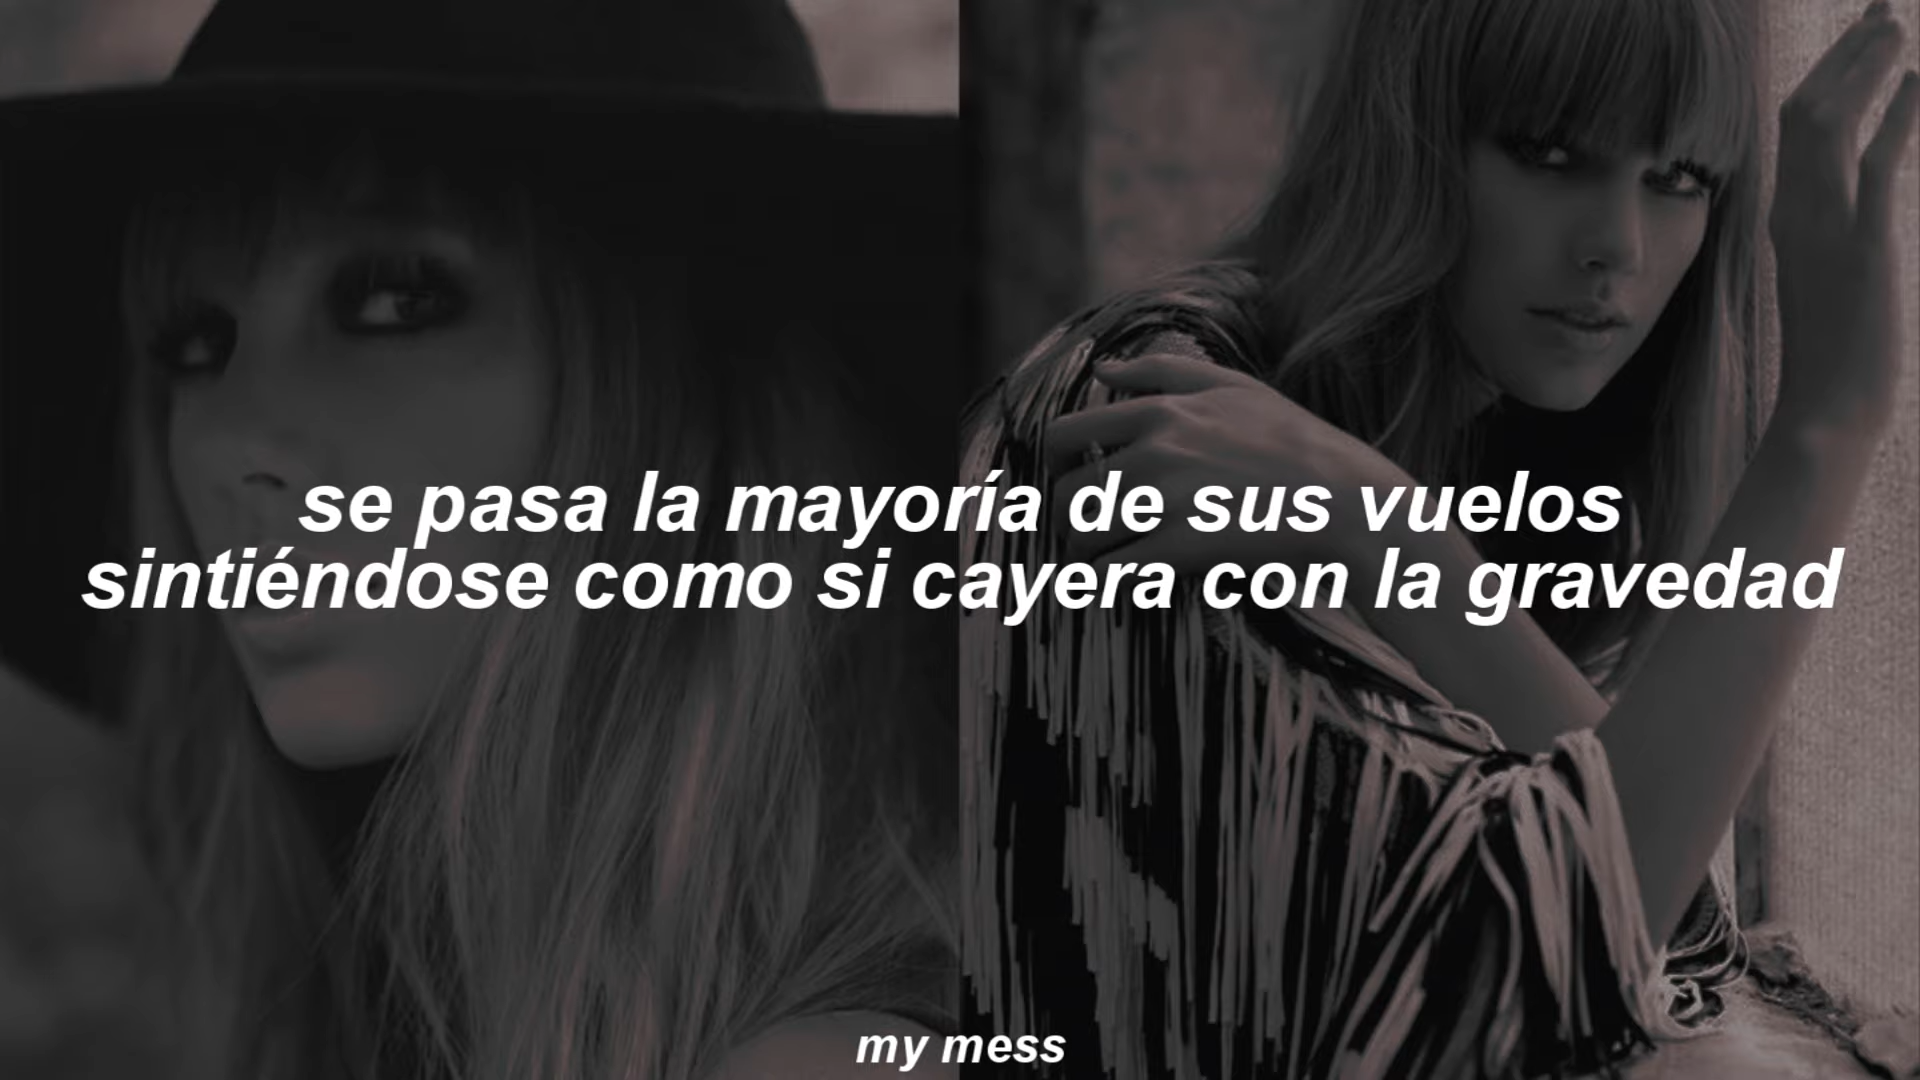 se pasa la mayoría de sus vuelos
sintiéndose como si cayera con la gravedad
my mess